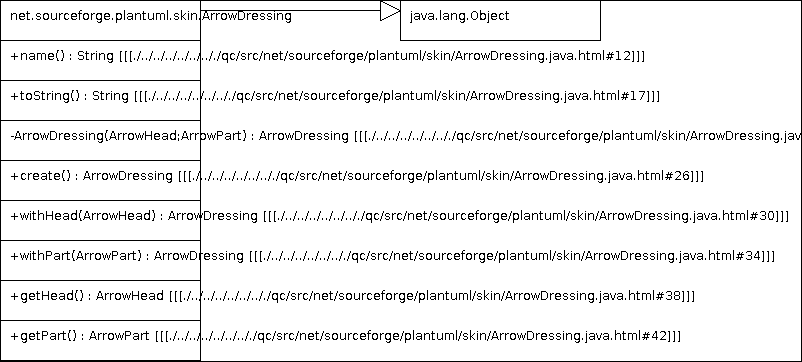 net.sourceforge.plantuml.skin.ArrowDressing
java.lang.Object
+name() : String [[[./../../../../../../../qc/src/net/sourceforge/plantuml/skin/ArrowDressing.java.html#12]]]
+toString() : String [[[./../../../../../../../qc/src/net/sourceforge/plantuml/skin/ArrowDressing.java.html#17]]]
-ArrowDressing(ArrowHead;ArrowPart) : ArrowDressing [[[./../../../../../../../qc/src/net/sourceforge/plantuml/skin/ArrowDressing.jav
+create() : ArrowDressing [[[./../../../../../../../qc/src/net/sourceforge/plantuml/skin/ArrowDressing.java.html#26]]]
+withHead(ArrowHead) : ArrowDressing [[[./../../../../../../../qc/src/net/sourceforge/plantuml/skin/ArrowDressing.java.html#30]]]
+withPart(ArrowPart) : ArrowDressing [[[./../../../../../../../qc/src/net/sourceforge/plantuml/skin/ArrowDressing.java.html#34]]]
+getHead() : ArrowHead [[[./../../../../../../../qc/src/net/sourceforge/plantuml/skin/ArrowDressing.java.html#38]]]
+getPart() : ArrowPart [[[./../../../../../../../qc/src/net/sourceforge/plantuml/skin/ArrowDressing.java.html#42]]]